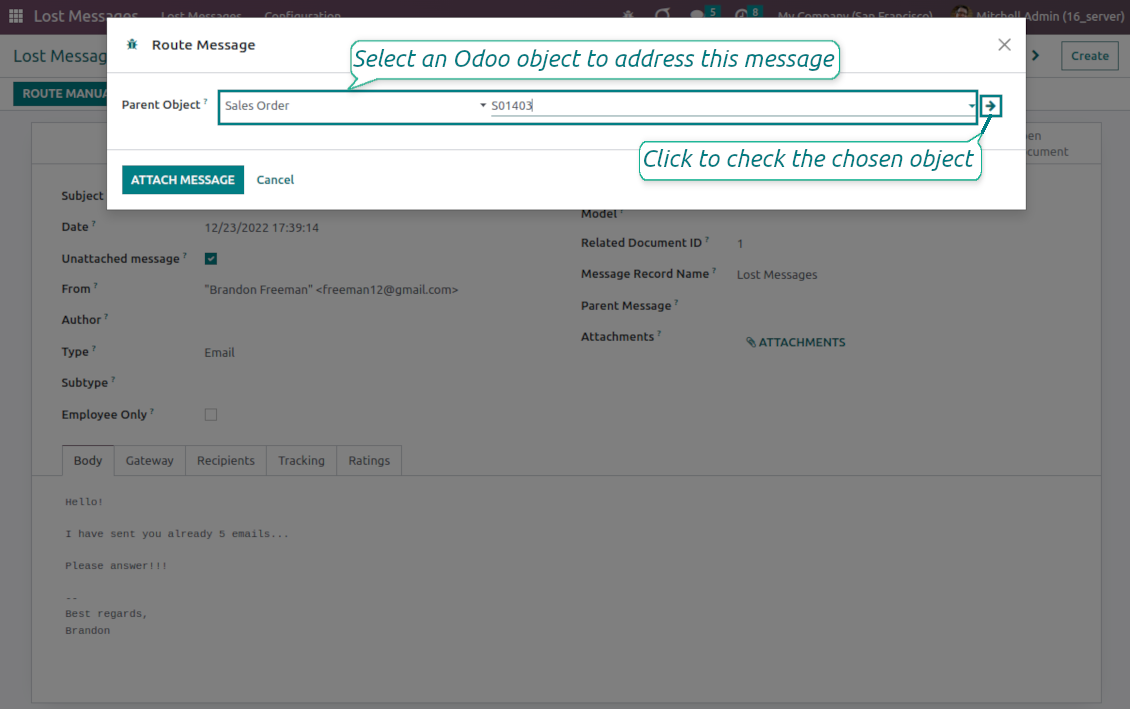 Lost Messages Lost Messages Configuration 5 8 My Company (San Francisco) Mitchell Admin (16_server)
Route Message
Select an Odoo object to address this message
Lost Messag
Create
ROUTE MANUA
Parent Object ? Sales Order S01403
Click to check the chosen object
en
cument
ATTACH MESSAGE Cancel
Subject
Model ?
Date ? 12/23/2022 17:39:14
Related Document ID ? 1
Unattached message ?
Message Record Name ? Lost Messages
From ? "Brandon Freeman" <freeman12@gmail.com>
Parent Message ?
Author ?
Attachments ? ATTACHMENTS
Type ? Email
Subtype ?
Employee Only ?
Body Gateway Recipients Tracking Ratings
Hello!
I have sent you already 5 emails...
Please answer!!!
--
Best regards,
Brandon